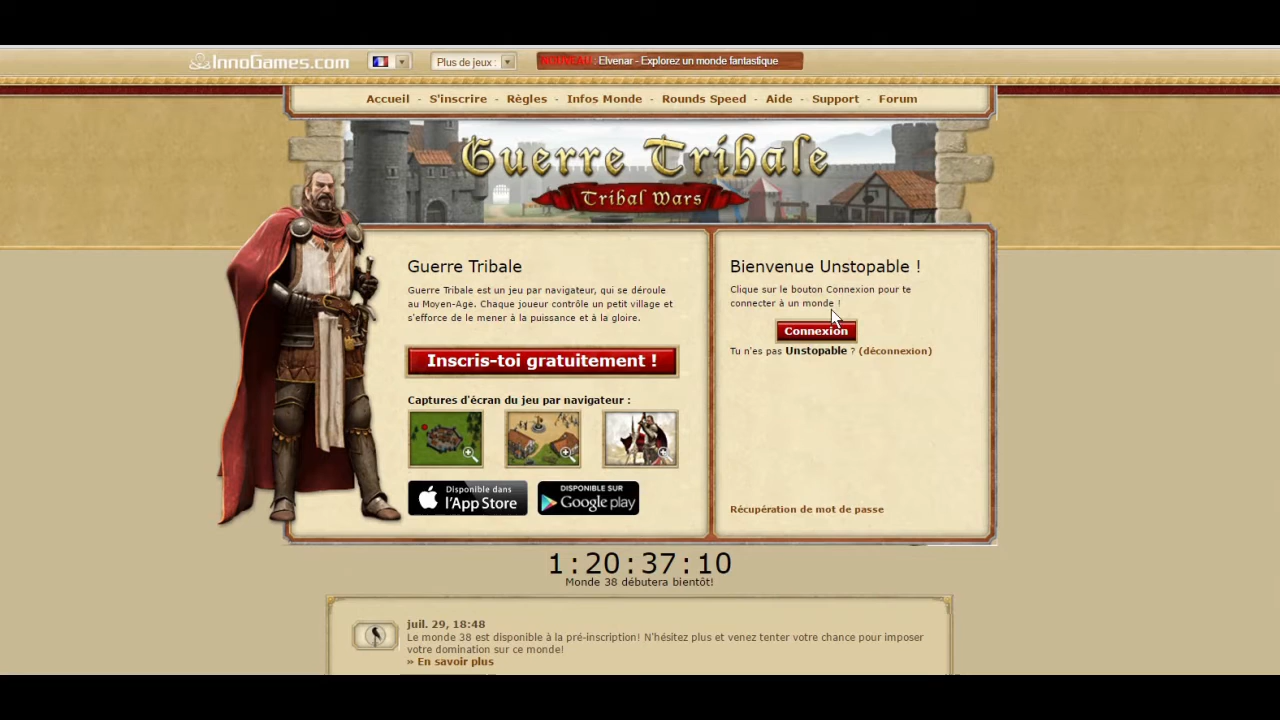 InnoGames.com
Plus de jeux :
NOUVEAU: Elvenar - Explorez un monde fantastique
Accueil - S'inscrire - Règles - Infos Monde - Rounds Speed - Aide - Support - Forum
Guerre Tribale
Tribal Wars
Guerre Tribale
Guerre Tribale est un jeu par navigateur, qui se déroule
au Moyen-Age. Chaque joueur contrôle un petit village et
s'efforce de le mener à la puissance et à la gloire.
Inscris-toi gratuitement !
Captures d'écran du jeu par navigateur :
Disponible dans
l'App Store
DISPONIBLE SUR
Google play
Bienvenue Unstopable !
Clique sur le bouton Connexion pour te
connecter à un monde !
Connexion
Tu n'es pas Unstopable ? (déconnexion)
Récupération de mot de passe
1:20:37:10
Monde 38 débutera bientôt!
juil. 29, 18:48
Le monde 38 est disponible à la pré-inscription! N'hésitez plus et venez tenter votre chance pour imposer
votre domination sur ce monde!
» En savoir plus